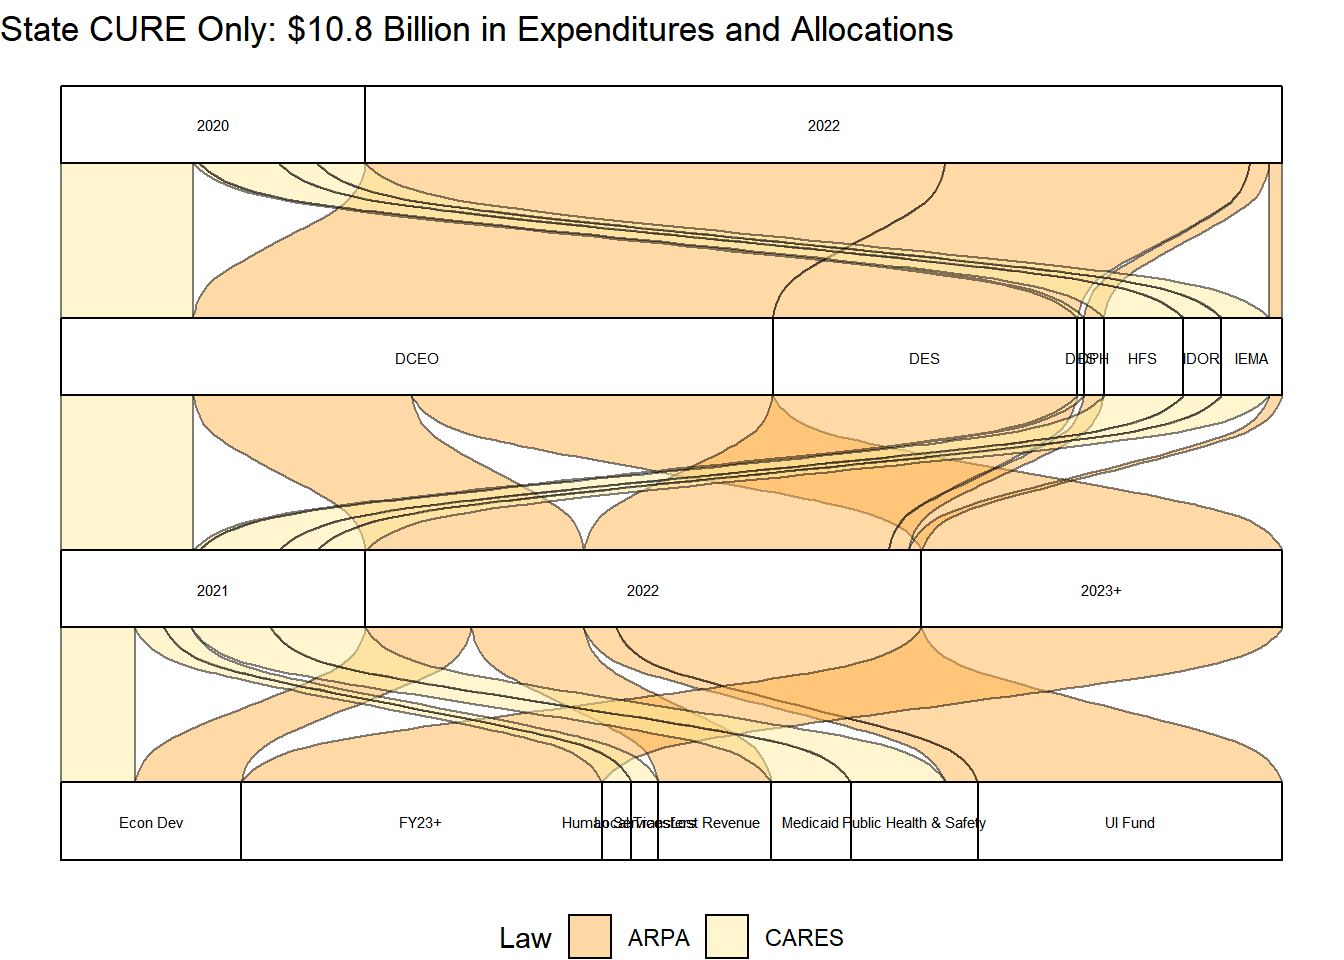 State CURE Only: $10.8 Billion in Expenditures and Allocations
2020
2022
DCEO
DES
DPH
HFS
IDOR
IEMA
2021
2022
2023+
Econ Dev
FY23+
Human Services
Local Transfers
Lost Revenue
Medicaid
Public Health & Safety
UI Fund
Law
ARPA
CARES